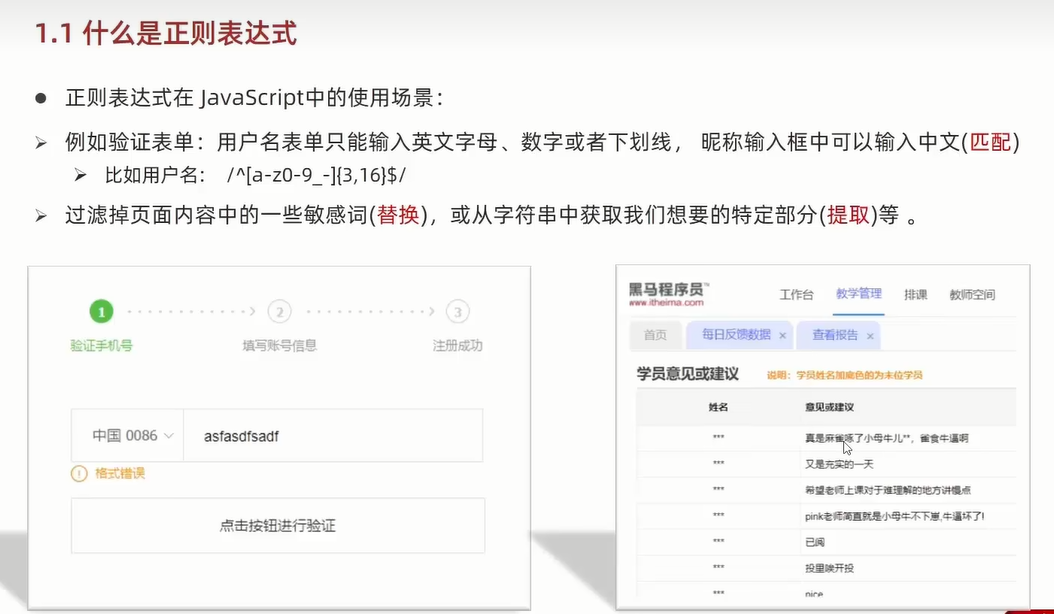 1.1 什么是正则表达式
正则表达式在 JavaScript中的使用场景：
例如验证表单：用户名表单只能输入英文字母、数字或者下划线， 昵称输入框中可以输入中文(匹配)
比如用户名： /^[a-z0-9_-]{3,16}$/
过滤掉页面内容中的一些敏感词(替换)，或从字符串中获取我们想要的特定部分(提取)等 。
1
2
3
验证手机号
填写账号信息
注册成功
中国 0086
asfasdfsadf
格式错误
点击按钮进行验证
黑马程序员
www.itheima.com
工作台
教学管理
排课
教师空间
首页
每日反馈数据 ×
查看报告 ×
学员意见或建议
说明：学员姓名加底色的为末位学员
姓名
意见或建议
***
真是麻雀啄了小母牛儿**，雀食牛逼啊
***
又是充实的一天
***
希望老师上课对于难理解的地方讲慢点
***
pink老师简直就是小母牛不下崽,牛逼坏了!
***
已阅
***
投里唉开投
***
nice